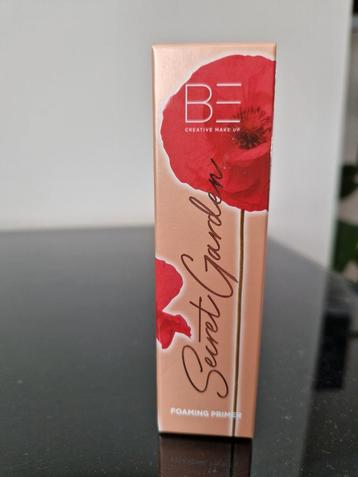 BE
CREATIVE MAKE UP
Secret Garden
FOAMING PRIMER